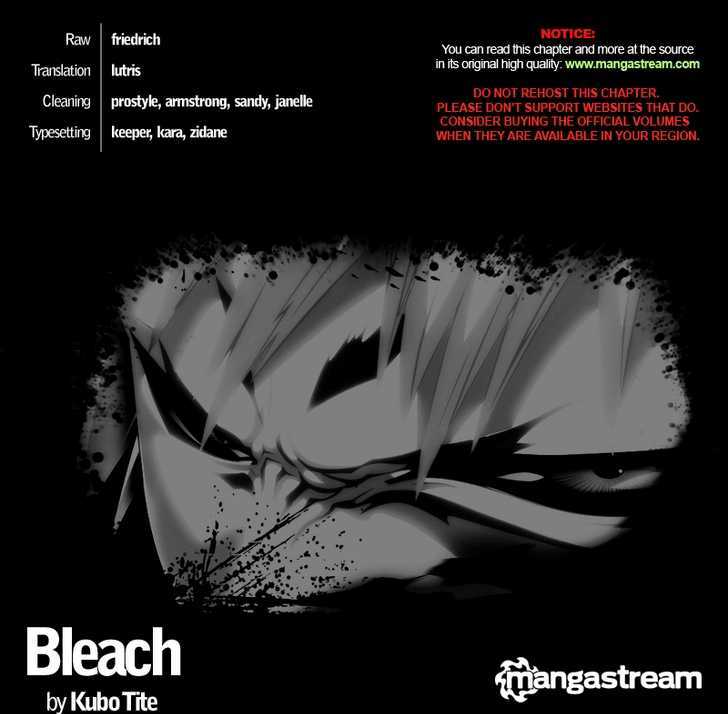 Raw friedrich
Translation lutris
Cleaning prostyle, armstrong, sandy, janelle
Typesetting keeper, kara, zidane
NOTICE:
You can read this chapter and more at the source
in its original high quality: www.mangastream.com
DO NOT REHOST THIS CHAPTER.
PLEASE DON'T SUPPORT WEBSITES THAT DO.
CONSIDER BUYING THE OFFICIAL VOLUMES
WHEN THEY ARE AVAILABLE IN YOUR REGION.
Bleach
by Kubo Tite
mangastream